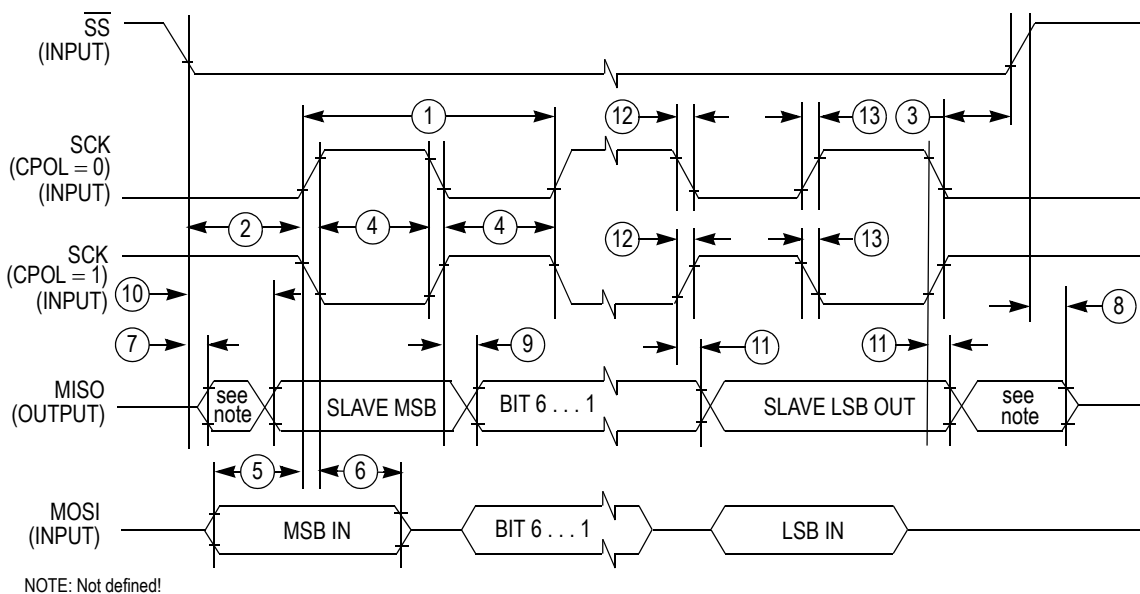 SS
(INPUT)
1
12
13
3
SCK
(CPOL = 0)
(INPUT)
2
4
4
12
13
SCK
(CPOL = 1)
(INPUT)
10
8
7
9
11
11
MISO
(OUTPUT)
see
note
SLAVE MSB
BIT 6 . . . 1
SLAVE LSB OUT
see
note
5
6
MOSI
(INPUT)
MSB IN
BIT 6 . . . 1
LSB IN
NOTE: Not defined!